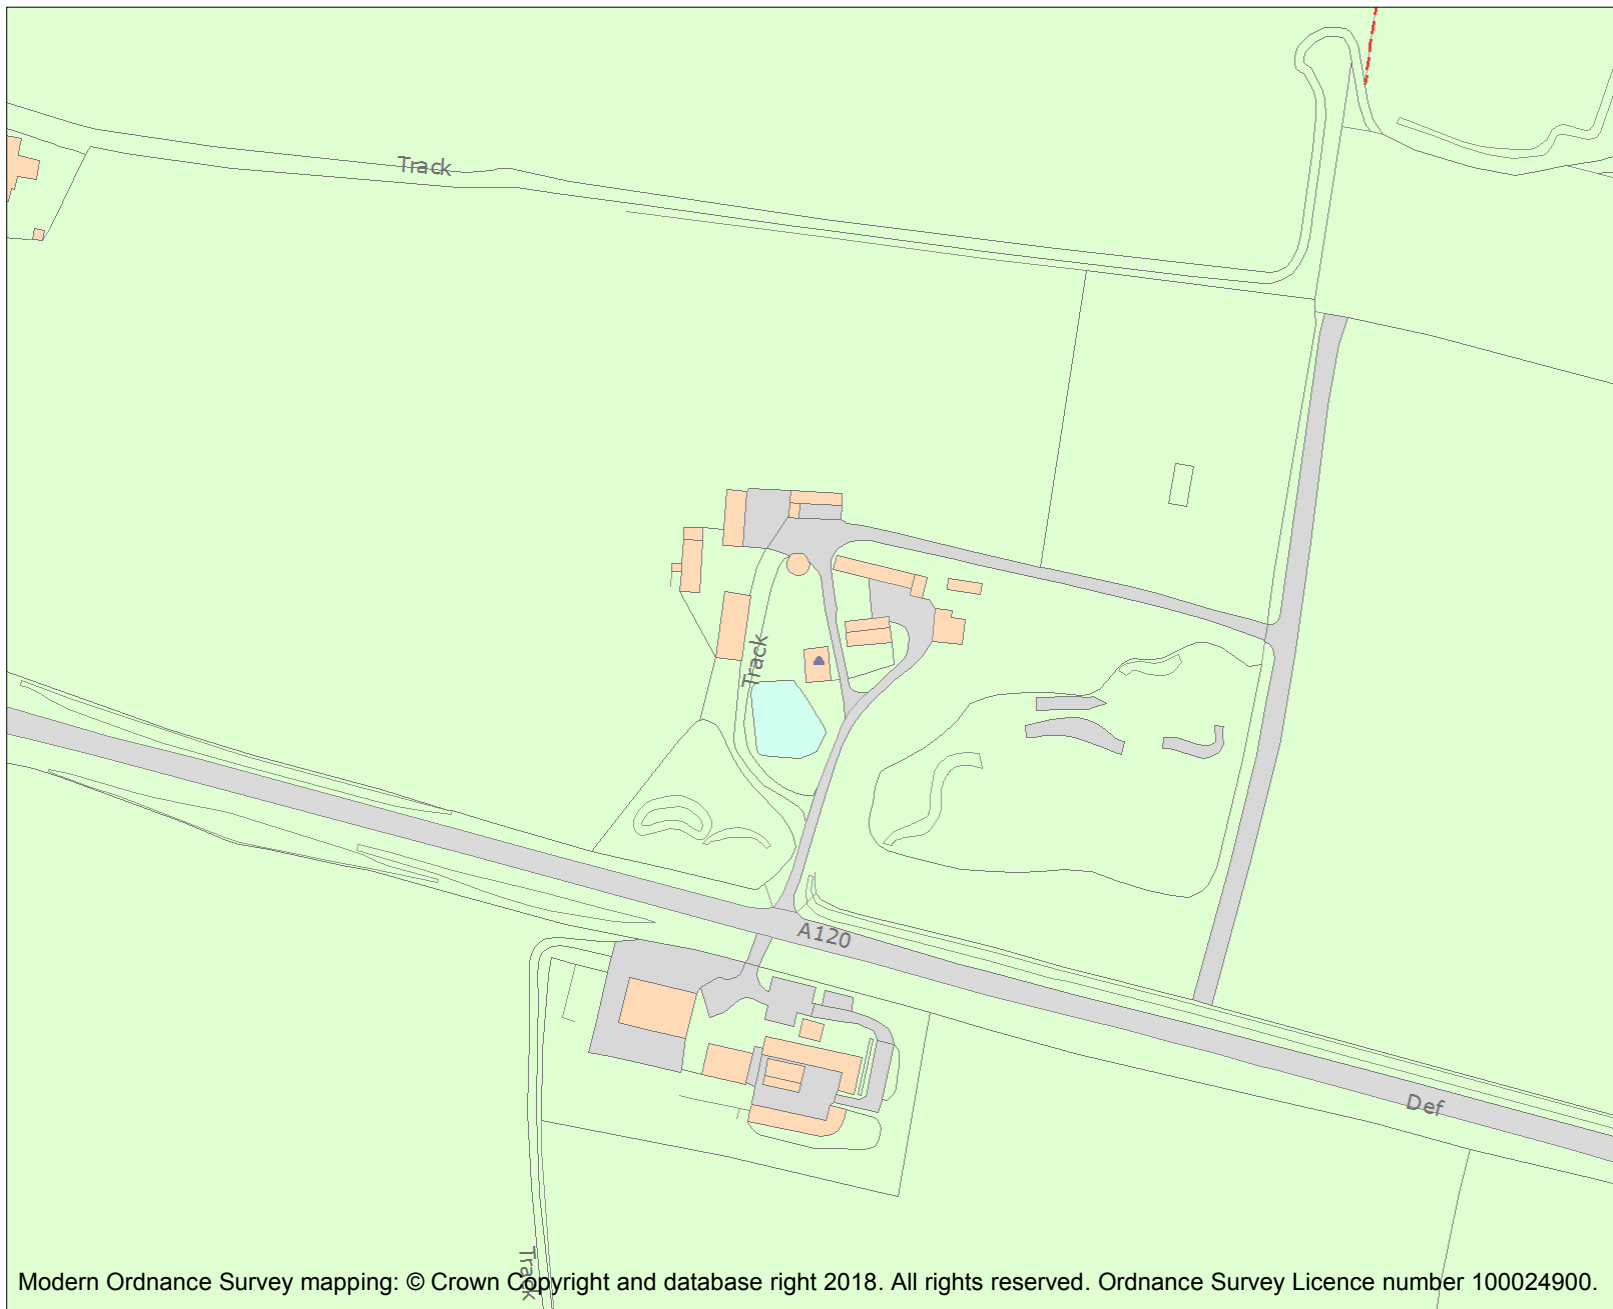 Track
Track
A120
Def
Track
Modern Ordnance Survey mapping: © Crown Copyright and database right 2018. All rights reserved. Ordnance Survey Licence number 100024900.